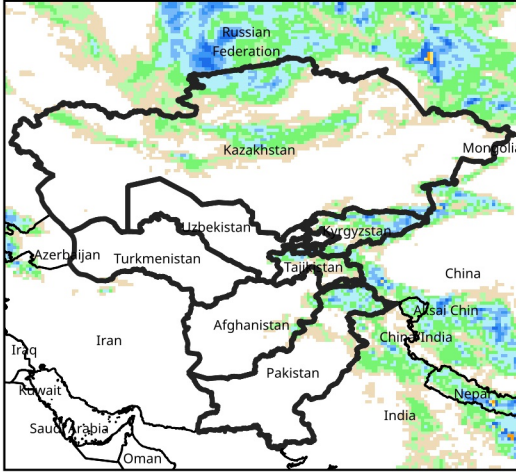 Russian
Federation
Kazakhstan
Mongolia
Uzbekistan
Kyrgyzstan
Azerbaijan
Turkmenistan
Tajikistan
China
Aksai Chin
Afghanistan
China/India
Iran
Iraq
Pakistan
Kuwait
Nepal
India
Saudi Arabia
Oman